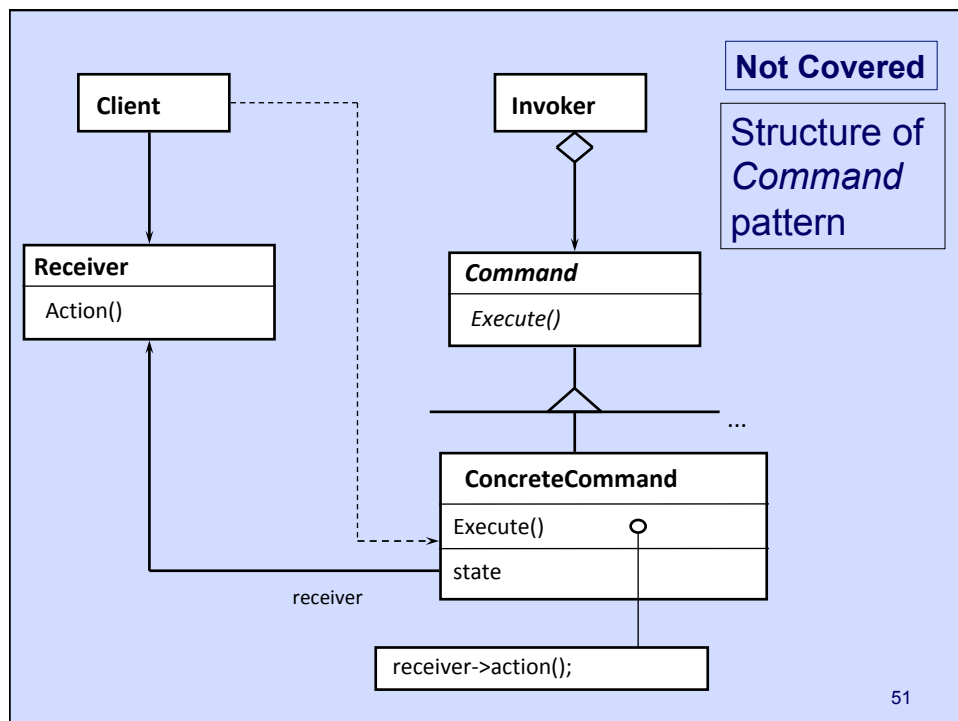 Not Covered
Structure of
Command
pattern
Client
Invoker
Receiver
Action()
Command
Execute()
...
ConcreteCommand
Execute()
state
receiver
receiver->action();
51